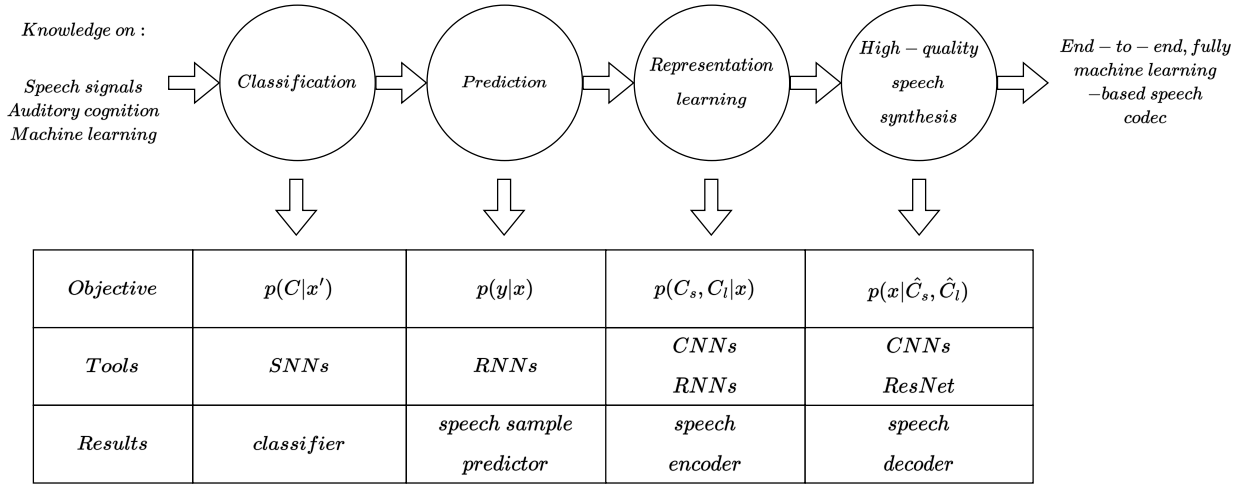 Knowledge on :
Speech signals
Auditory cognition
Machine learning
Classification
Prediction
Representation
learning
High − quality
speech
synthesis
End − to − end, fully
machine learning
−based speech
codec
Objective
p(C|x′)
p(y|x)
p(C_s, C_l|x)
p(x|Ĉ_s, Ĉ_l)
Tools
SNNs
RNNs
CNNs
RNNs
CNNs
ResNet
Results
classifier
speech sample
predictor
speech
encoder
speech
decoder